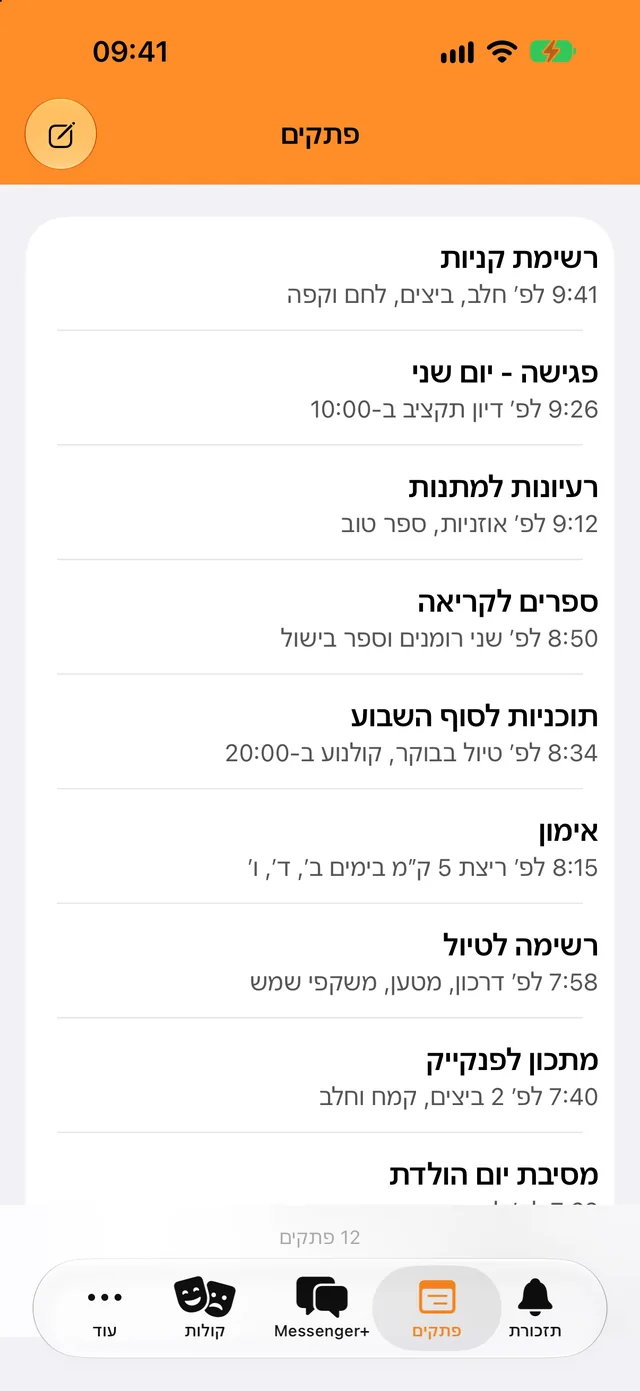 09:41
פתקים
רשימת קניות
9:41 לפ׳ חלב, ביצים, לחם וקפה
פגישה - יום שני
9:26 לפ׳ דיון תקציב ב-10:00
רעיונות למתנות
9:12 לפ׳ אוזניות, ספר טוב
ספרים לקריאה
8:50 לפ׳ שני רומנים וספר בישול
תוכניות לסוף השבוע
8:34 לפ׳ טיול בבוקר, קולנוע ב-20:00
אימון
8:15 לפ׳ ריצת 5 ק״מ בימים ב׳, ד׳, ו׳
רשימה לטיול
7:58 לפ׳ דרכון, מטען, משקפי שמש
מתכון לפנקייק
7:40 לפ׳ 2 ביצים, קמח וחלב
מסיבת יום הולדת
12 פתקים
תזכורת
פתקים
Messenger+
קולות
עוד